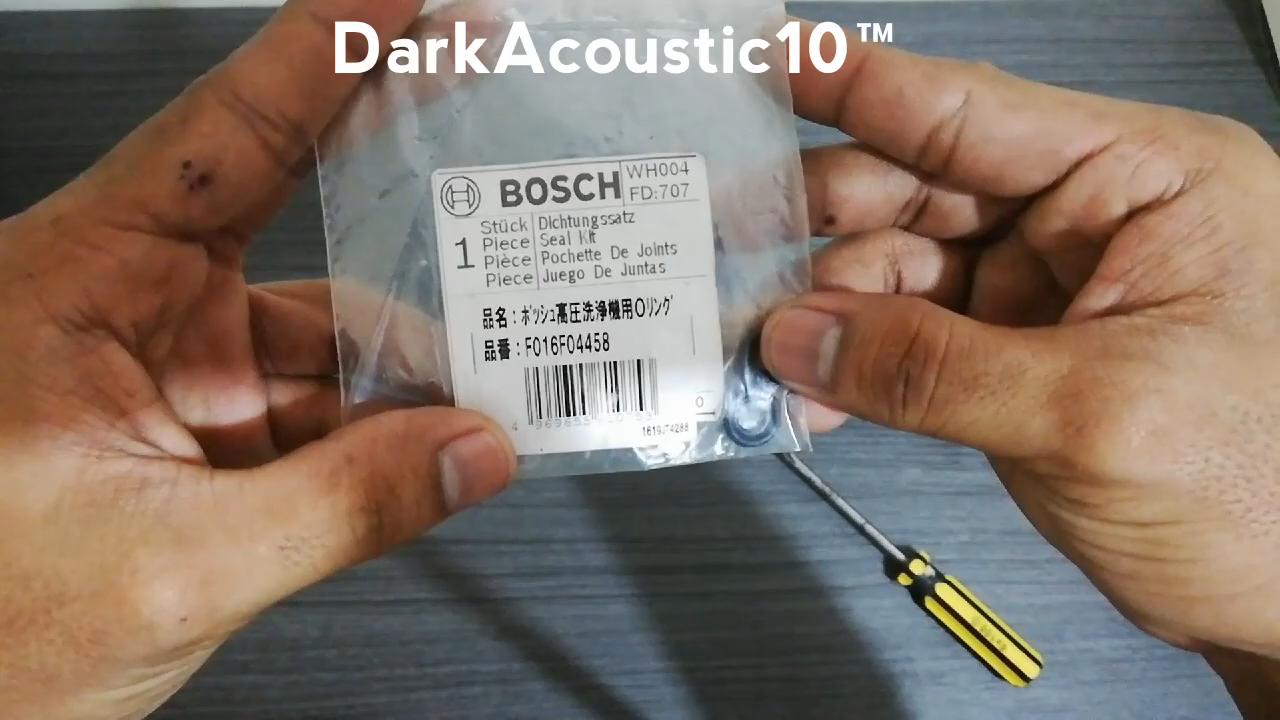 DarkAcoustic10™
BOSCH
WH004
FD:707
1
Stück Dichtungssatz
Piece Seal Kit
Pièce Pochette De Joints
Piece Juego De Juntas
品名：ボッシュ高圧洗浄機用Oリング
品番：F016F04458
1619J74288